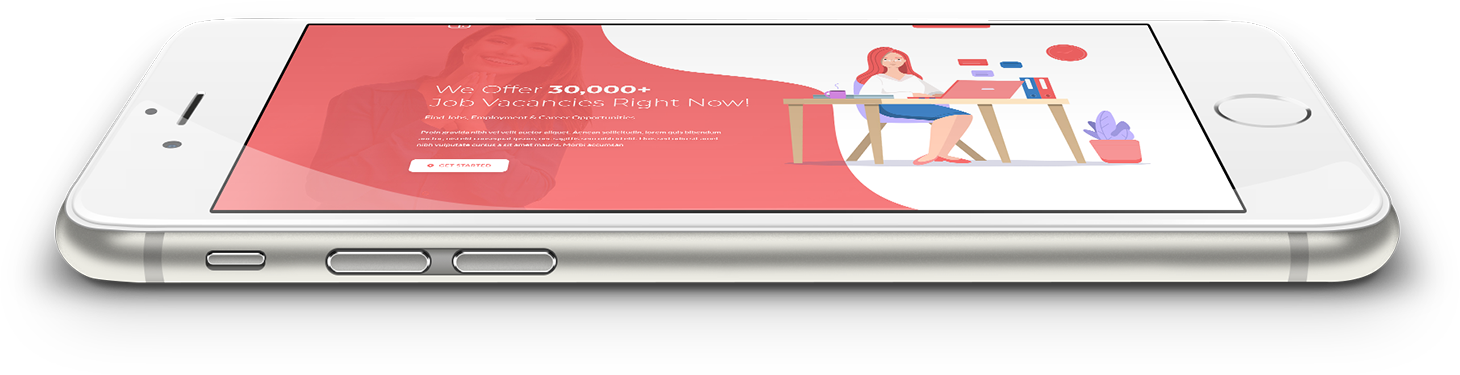 We Offer 30,000+
Job Vacancies Right Now!
Find Jobs, Employment & Career Opportunities
Proin gravida nibh vel velit auctor aliquet. Aenean sollicitudin, lorem quis bibendum
nibh vulputate cursus a sit amet mauris. Morbi accumsan
GET STARTED